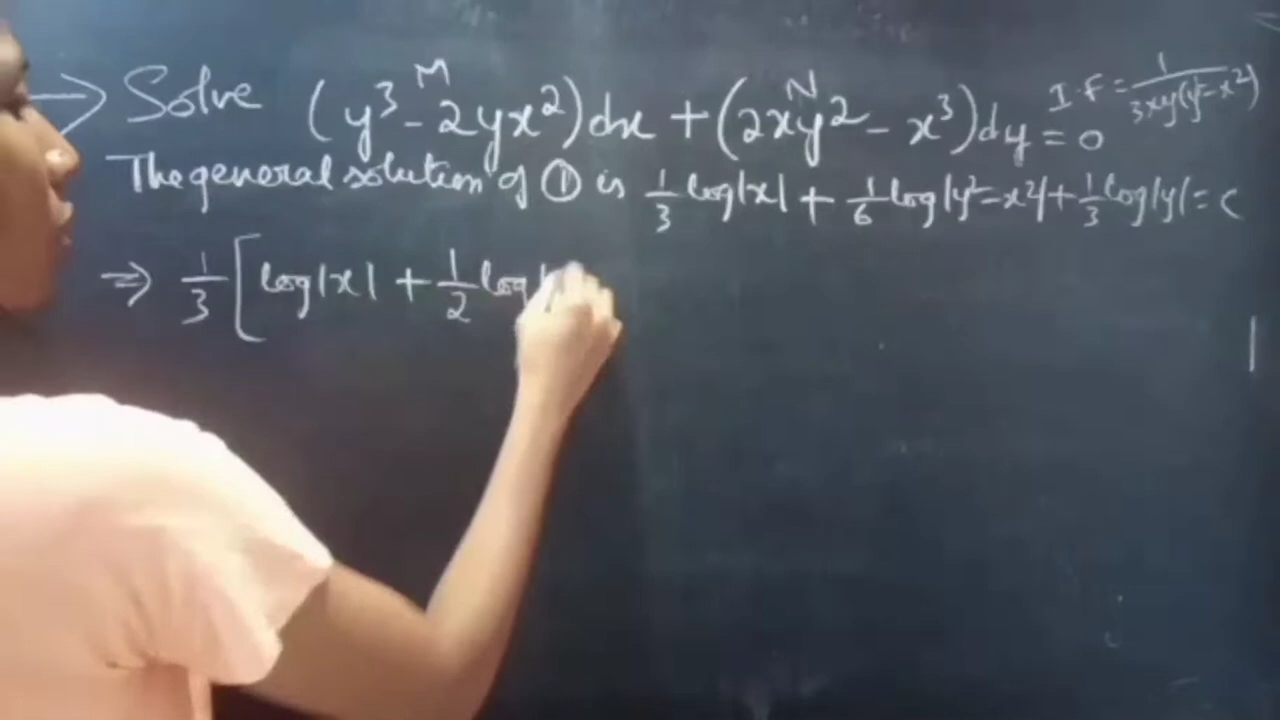 Solve (y³ - 2yx²)dx + (2xy² - x³)dy = 0
M N
I.F = 1/3xy(y²-x²)
The general solution of ① is 1/3 log|x| + 1/6 log|y²-x²| + 1/3 log|y| = c
⇒ 1/3 [ log|x| + 1/2 log|